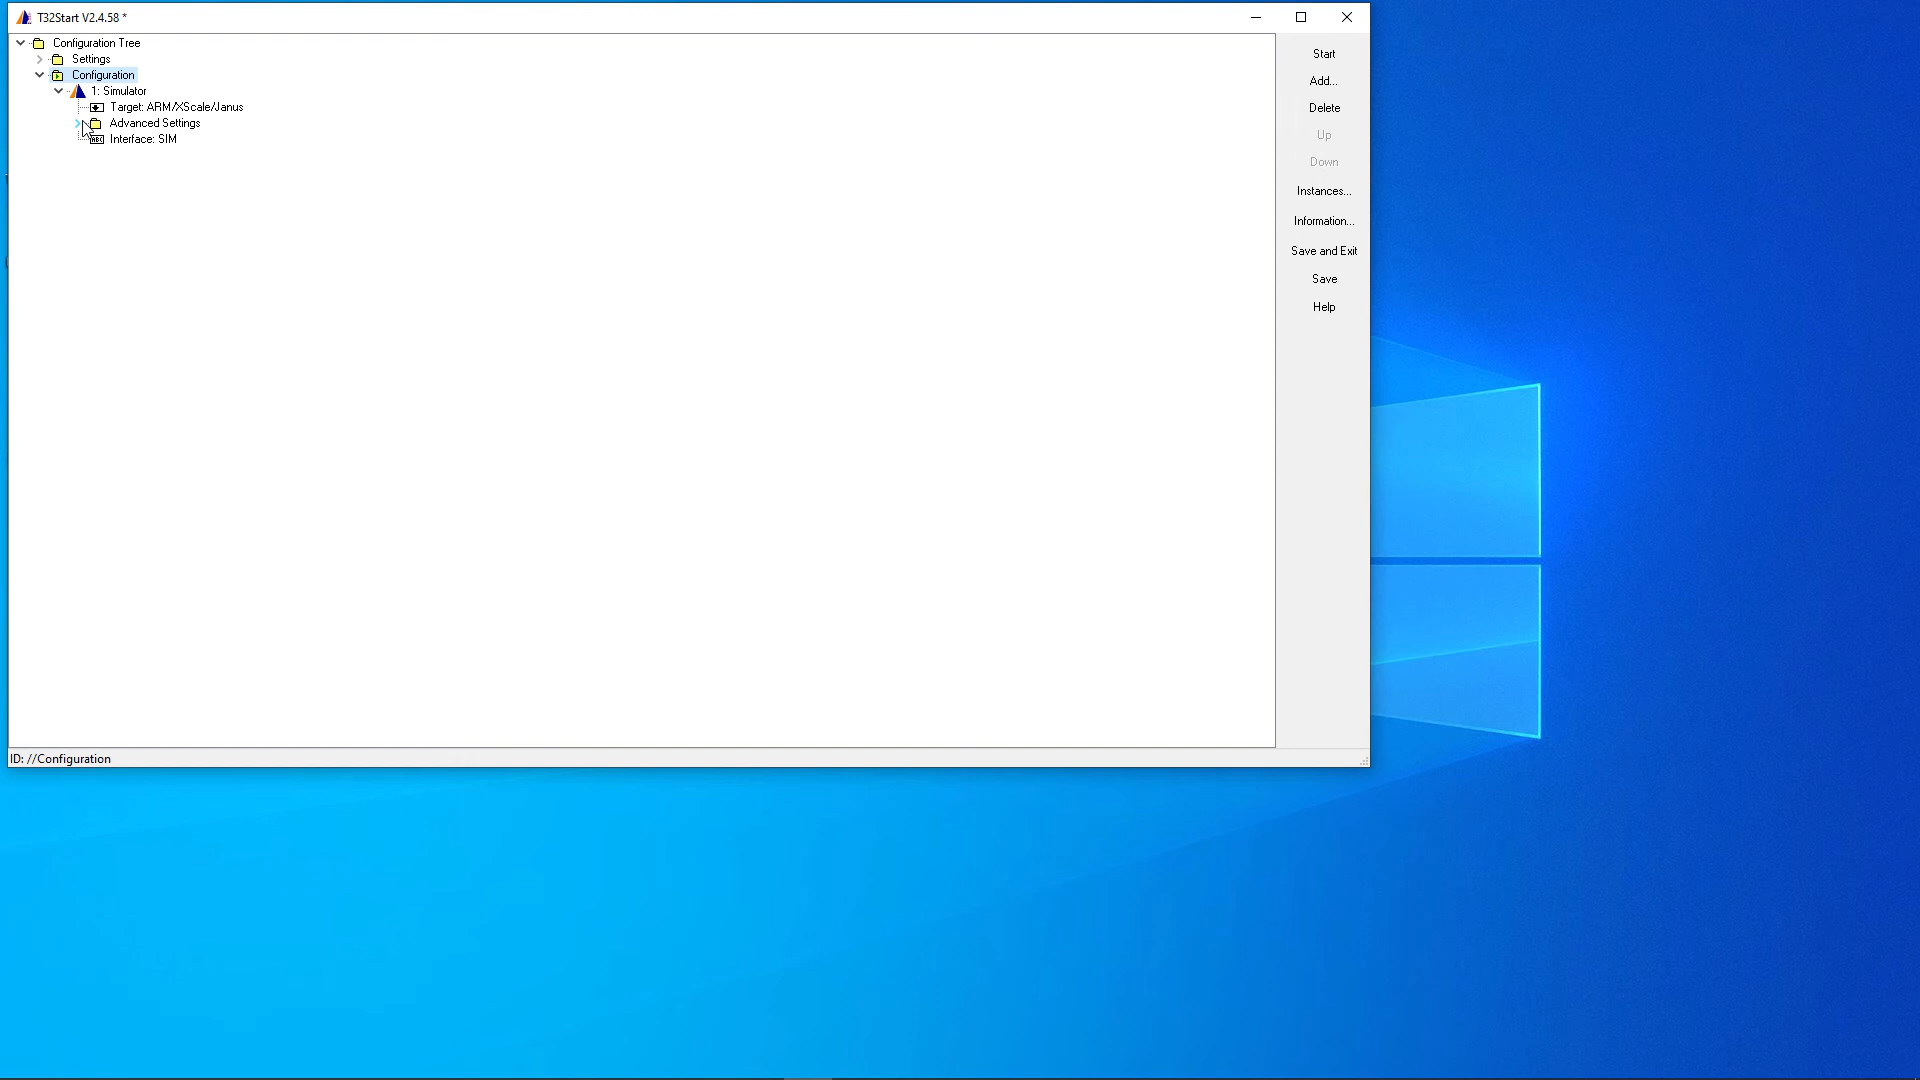 T32Start V2.4.58 *
Configuration Tree
Settings
Configuration
1: Simulator
Target: ARM/XScale/Janus
Advanced Settings
Interface: SIM
Start
Add...
Delete
Up
Down
Instances...
Information...
Save and Exit
Save
Help
ID: //Configuration